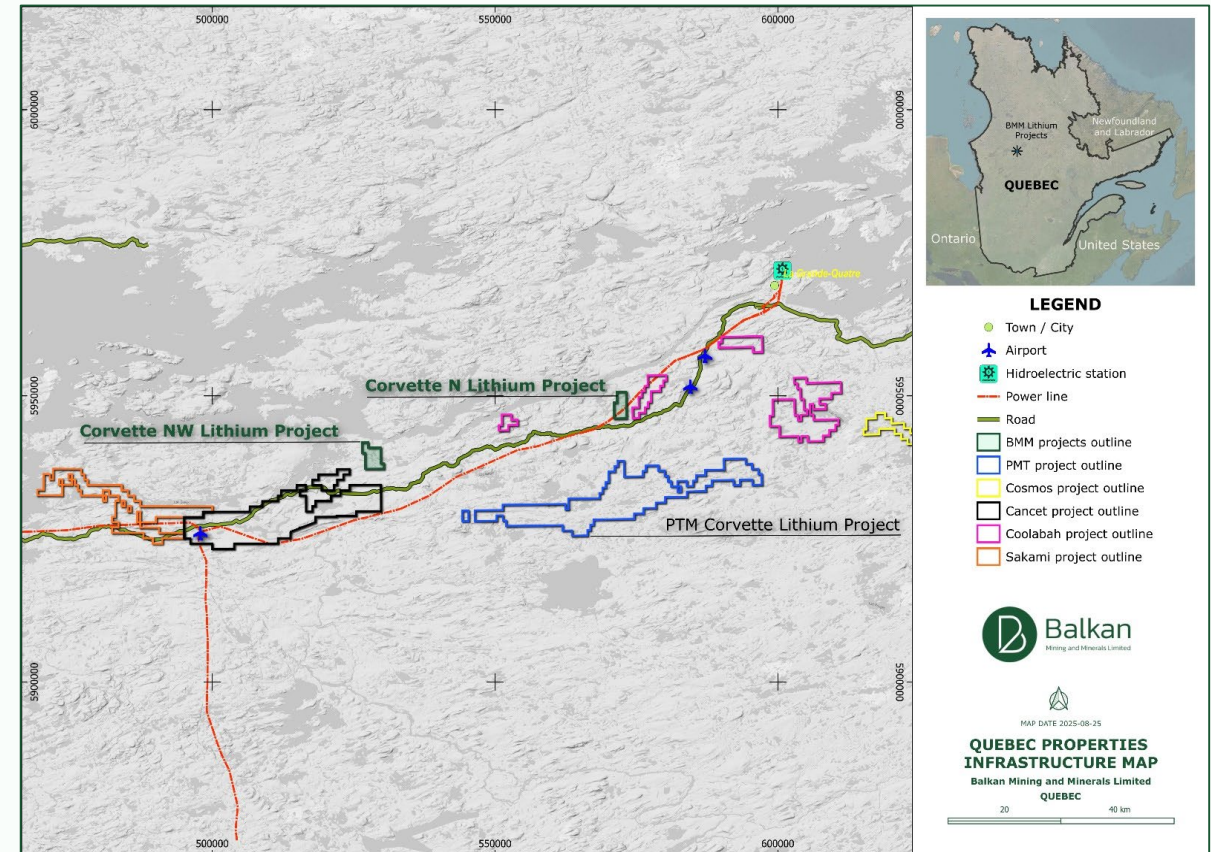 500000
550000
600000
6000000
6000000
BMM Lithium
Projects
Newfoundland
and Labrador
QUEBEC
Ontario
United States
LEGEND
Town / City
Airport
Hidroelectric station
Power line
Road
BMM projects outline
PMT project outline
Cosmos project outline
Cancet project outline
Coolabah project outline
Sakami project outline
Grande-Quatre
Corvette N Lithium Project
5950000
5950000
Corvette NW Lithium Project
PTM Corvette Lithium Project
5900000
5900000
500000
550000
600000
Balkan
Mining and Minerals Limited
MAP DATE 2025-08-25
QUEBEC PROPERTIES
INFRASTRUCTURE MAP
Balkan Mining and Minerals Limited
QUEBEC
20
40 km